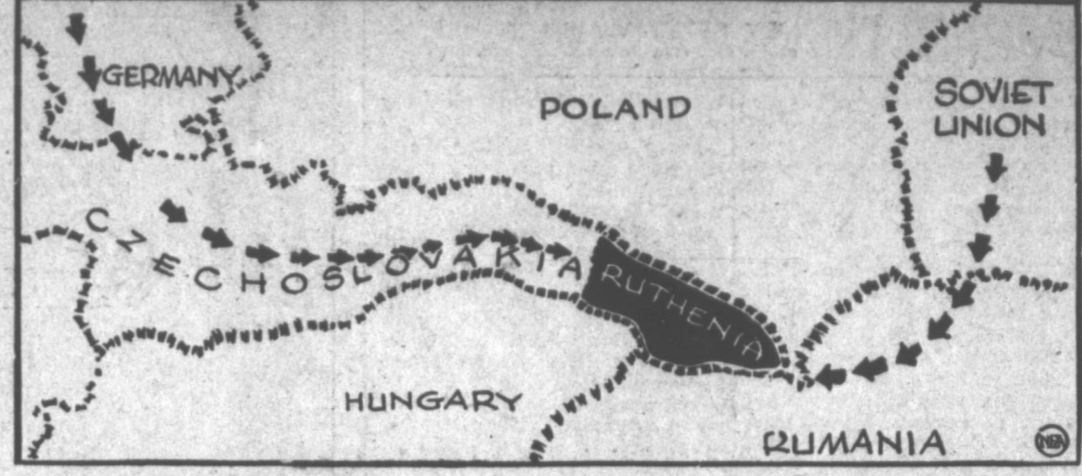 GERMANY
POLAND
SOVIET
UNION
CZECHOSLOVAKIA
RUTHENIA
HUNGARY
RUMANIA
NEA